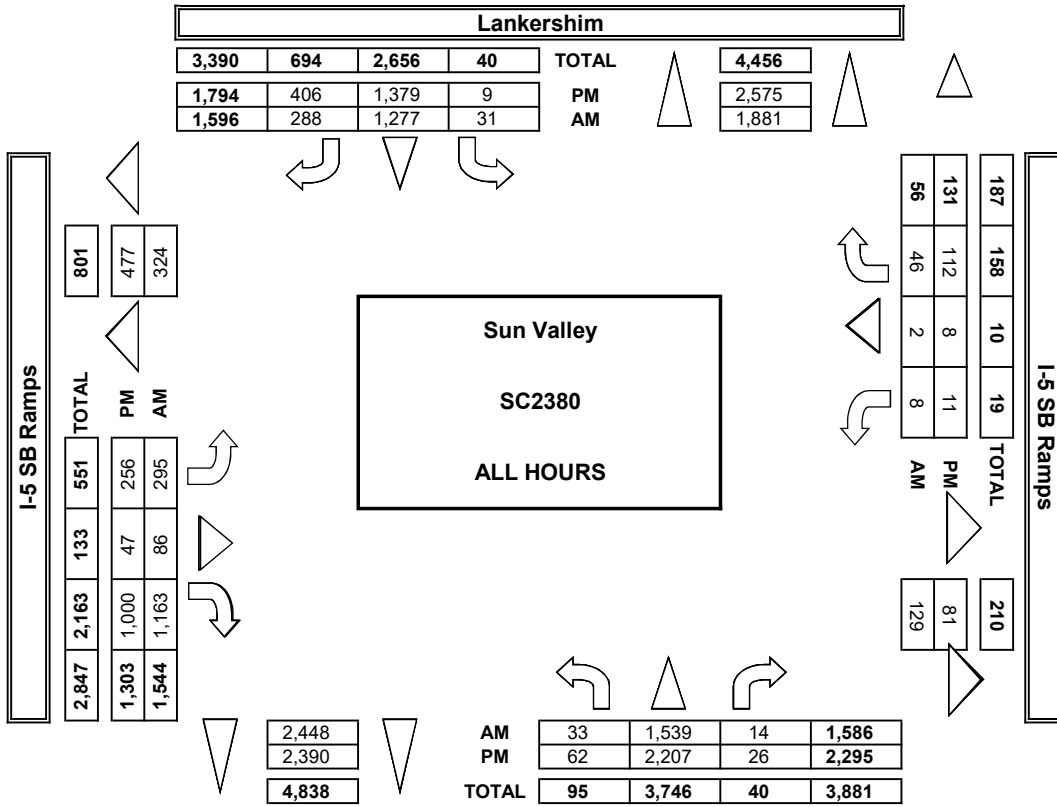 Lankershim
3,390 694 2,656 40 TOTAL 4,456
1,794 406 1,379 9 PM 2,575
1,596 288 1,277 31 AM 1,881
I-5 SB Ramps
801
477
324
TOTAL 551 133 2,163 2,847
PM 256 47 1,000 1,303
AM 295 86 1,163 1,544
Sun Valley
SC2380
ALL HOURS
187 158 10 19 TOTAL 210
131 112 8 11 PM 81
56 46 2 8 AM 129
I-5 SB Ramps
2,448 AM 33 1,539 14 1,586
2,390 PM 62 2,207 26 2,295
4,838 TOTAL 95 3,746 40 3,881